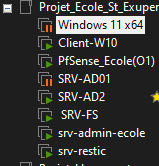 Projet_Ecole_St_Exuper
Windows 11 x64
Client-W10
PfSense_Ecole(O1)
SRV-AD01
SRV-AD2
SRV-FS
srv-admin-ecole
srv-restic